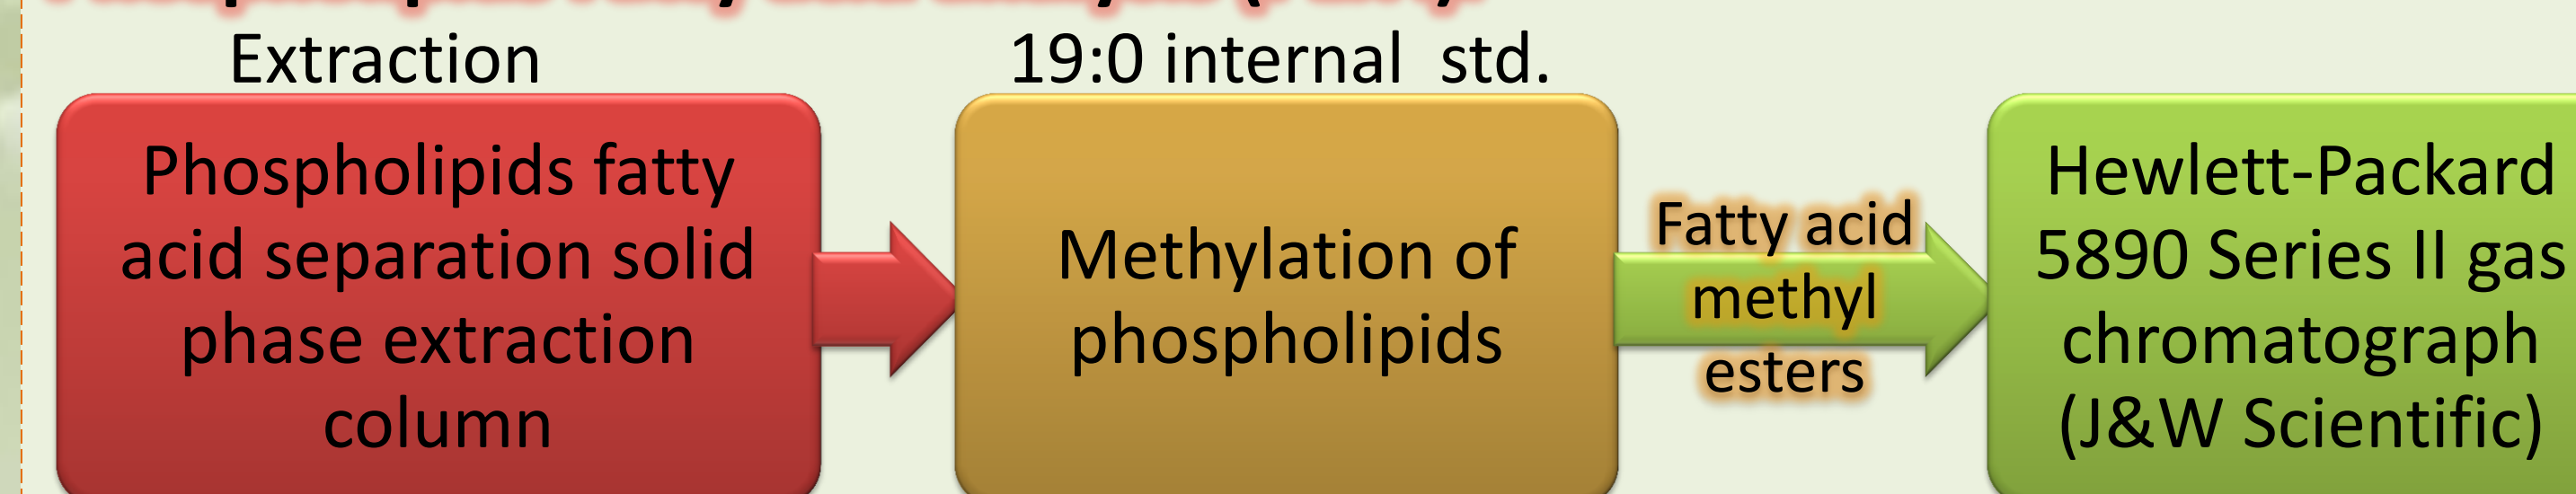 Extraction
19:0 internal std.
Phospholipids fatty
acid separation solid
phase extraction
column
Methylation of
phospholipids
Fatty acid
methyl
esters
Hewlett-Packard
5890 Series II gas
chromatograph
(J&W Scientific)